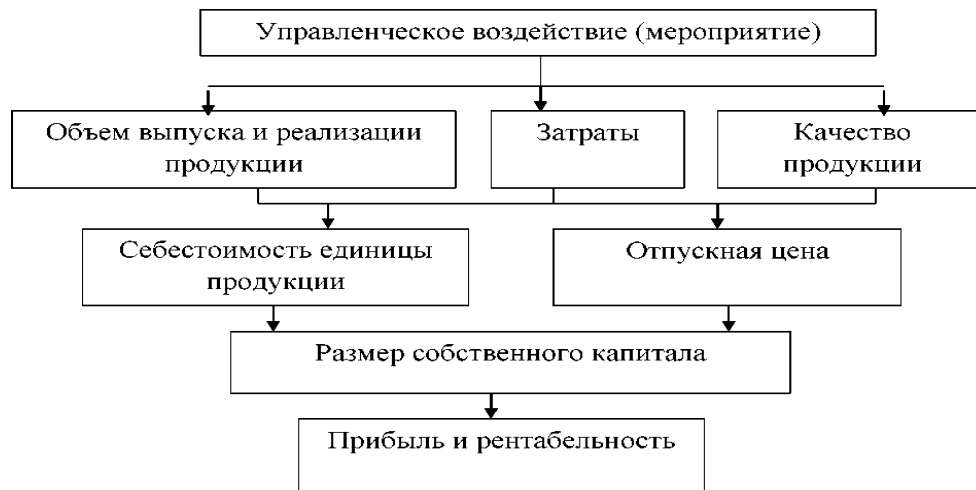 Управленческое воздействие (мероприятие)
Объем выпуска и реализации
продукции
Затраты
Качество
продукции
Себестоимость единицы
продукции
Отпускная цена
Размер собственного капитала
Прибыль и рентабельность